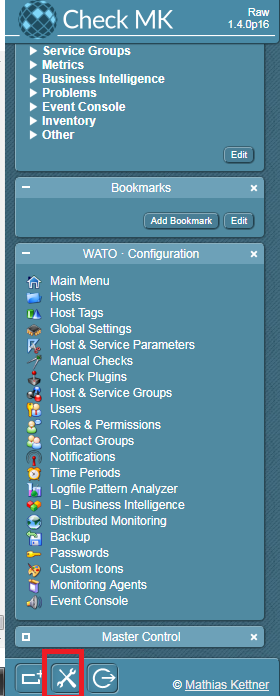 Check MK
Raw
1.4.0p16
Service Groups
Metrics
Business Intelligence
Problems
Event Console
Inventory
Other
Edit
Bookmarks
Add Bookmark
Edit
WATO · Configuration
Main Menu
Hosts
Host Tags
Global Settings
Host & Service Parameters
Manual Checks
Check Plugins
Host & Service Groups
Users
Roles & Permissions
Contact Groups
Notifications
Time Periods
Logfile Pattern Analyzer
BI - Business Intelligence
Distributed Monitoring
Backup
Passwords
Custom Icons
Monitoring Agents
Event Console
Master Control
© Mathias Kettner